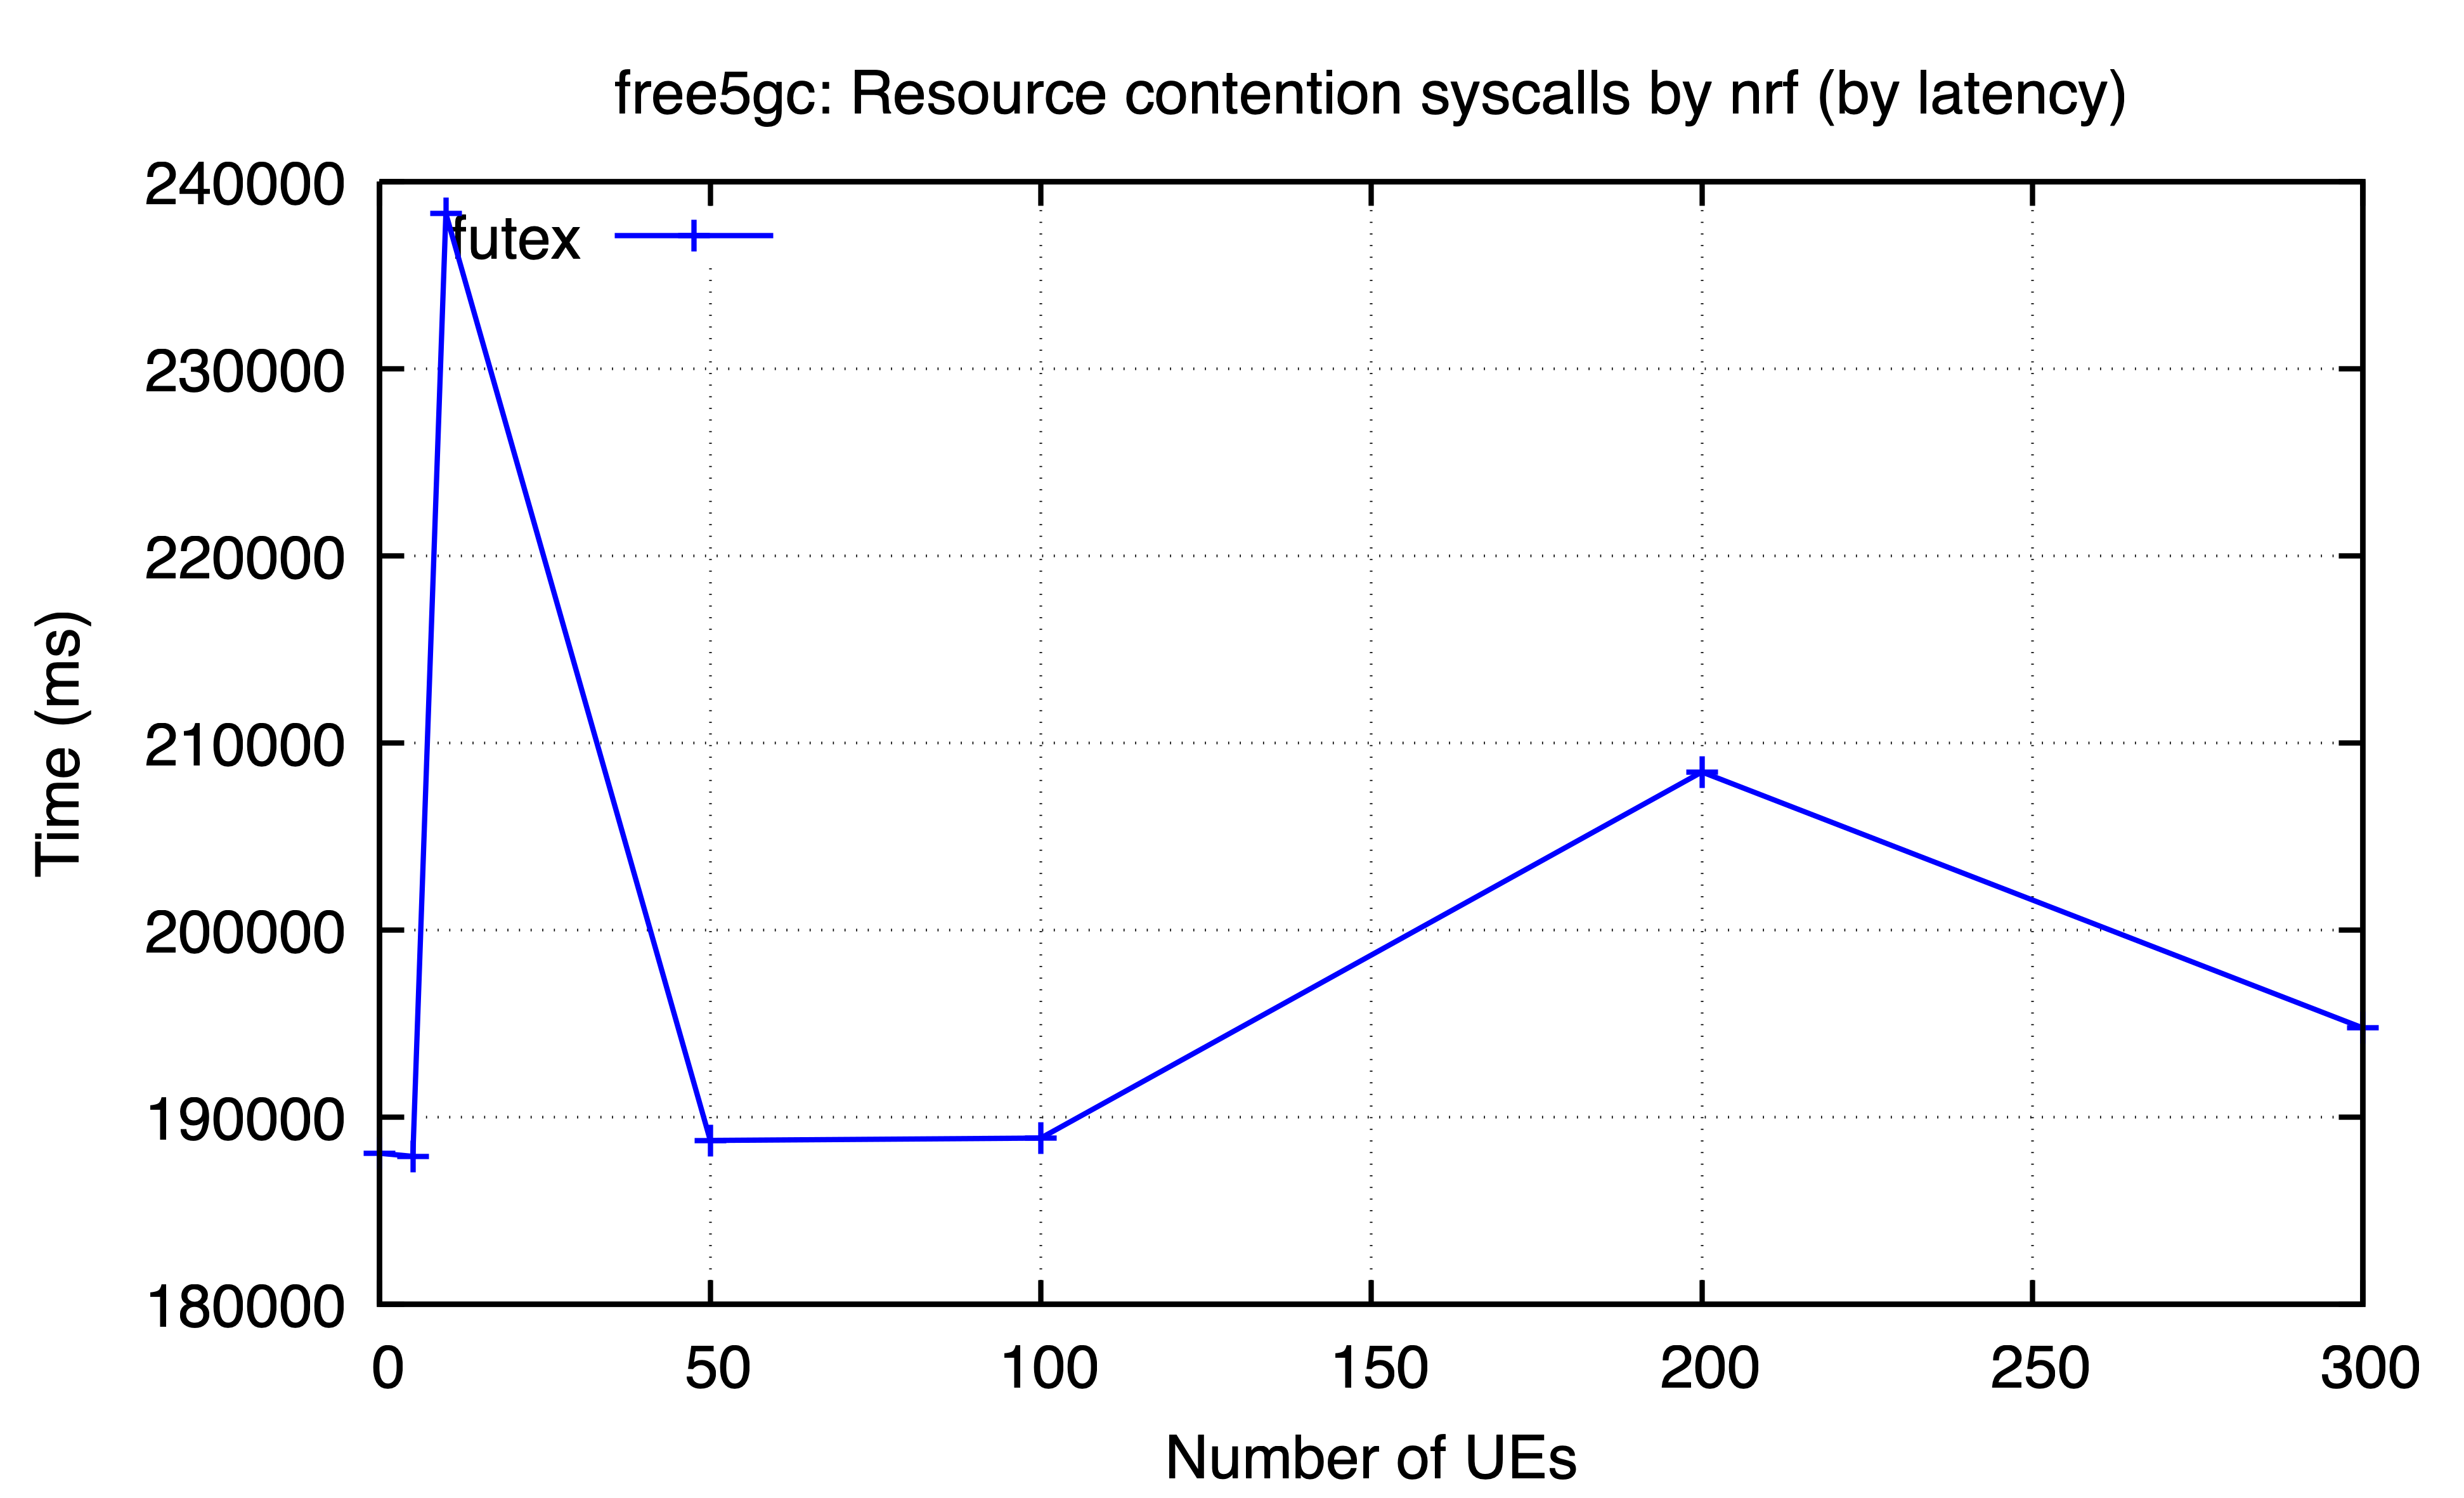 free5gc: Resource contention syscalls by nrf (by latency)
240000
futex
230000
220000
210000
200000
190000
180000
Time (ms)
0 50 100 150 200 250 300
Number of UEs